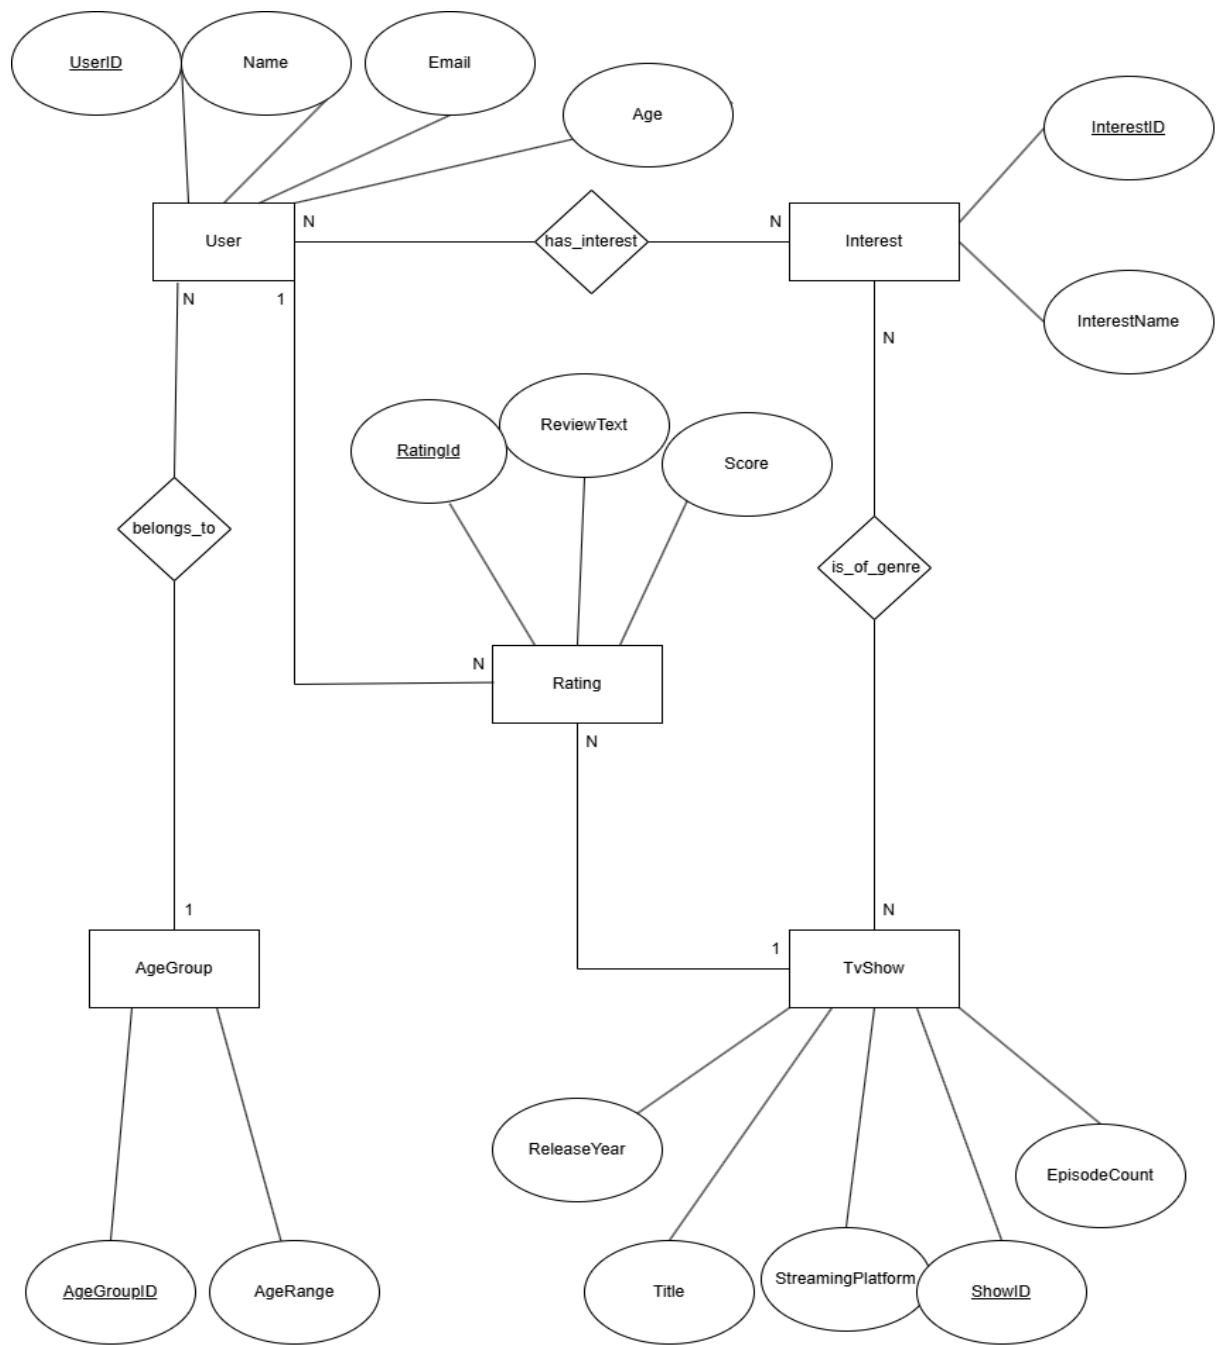 UserID
Name
Email
Age
InterestID
N
N
User
has_interest
Interest
N
1
InterestName
N
ReviewText
RatingId
Score
belongs_to
is_of_genre
N
Rating
N
1
N
1
AgeGroup
TvShow
ReleaseYear
EpisodeCount
AgeGroupID
AgeRange
Title
StreamingPlatform
ShowID